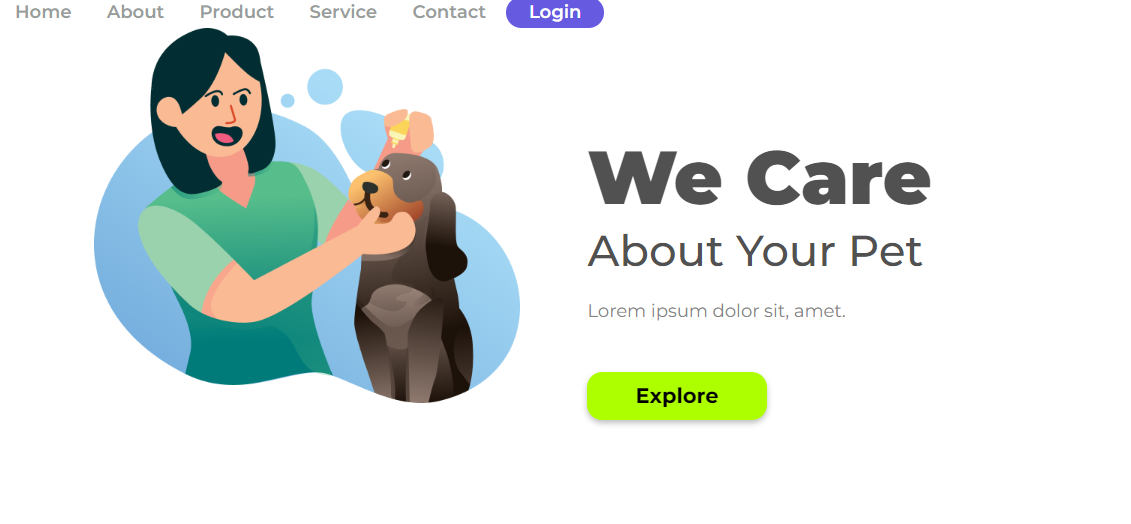 Home About Product Service Contact Login
We Care
About Your Pet
Lorem ipsum dolor sit, amet.
Explore